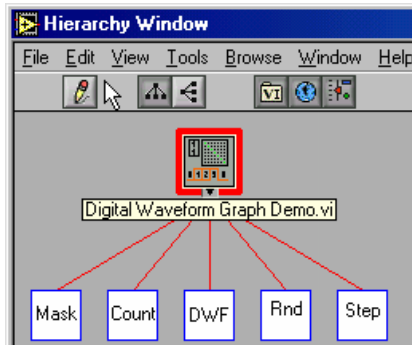 Hierarchy Window
File Edit View Tools Browse Window Help
VI
Digital Waveform Graph Demo.vi
Mask Count DWF Rnd Step